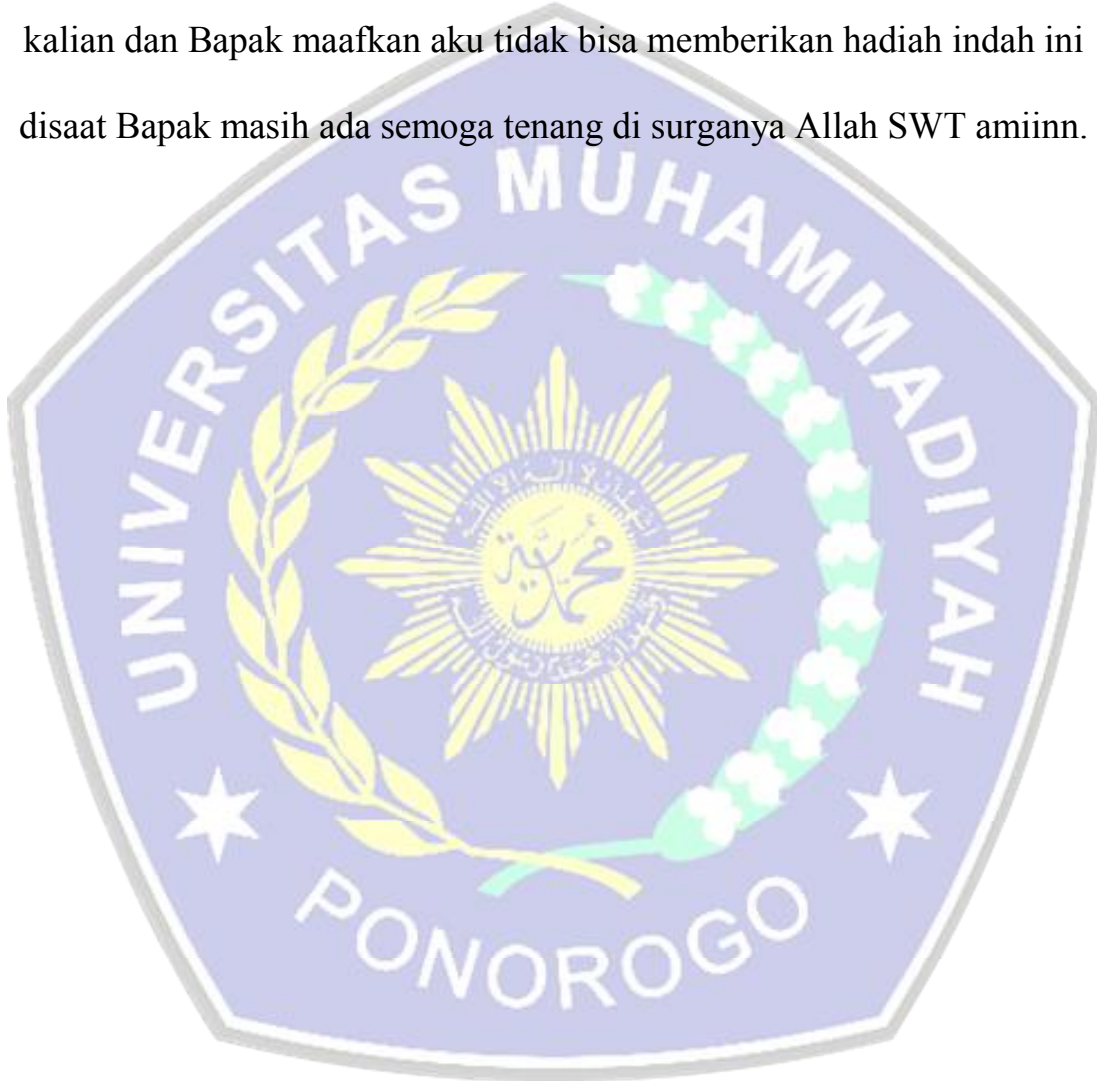 kalian dan Bapak maafkan aku tidak bisa memberikan hadiah indah ini
disaat Bapak masih ada semoga tenang di surganya Allah SWT amiinn.
UNIVERSITAS MUHAMMADIYAH
PONOROGO